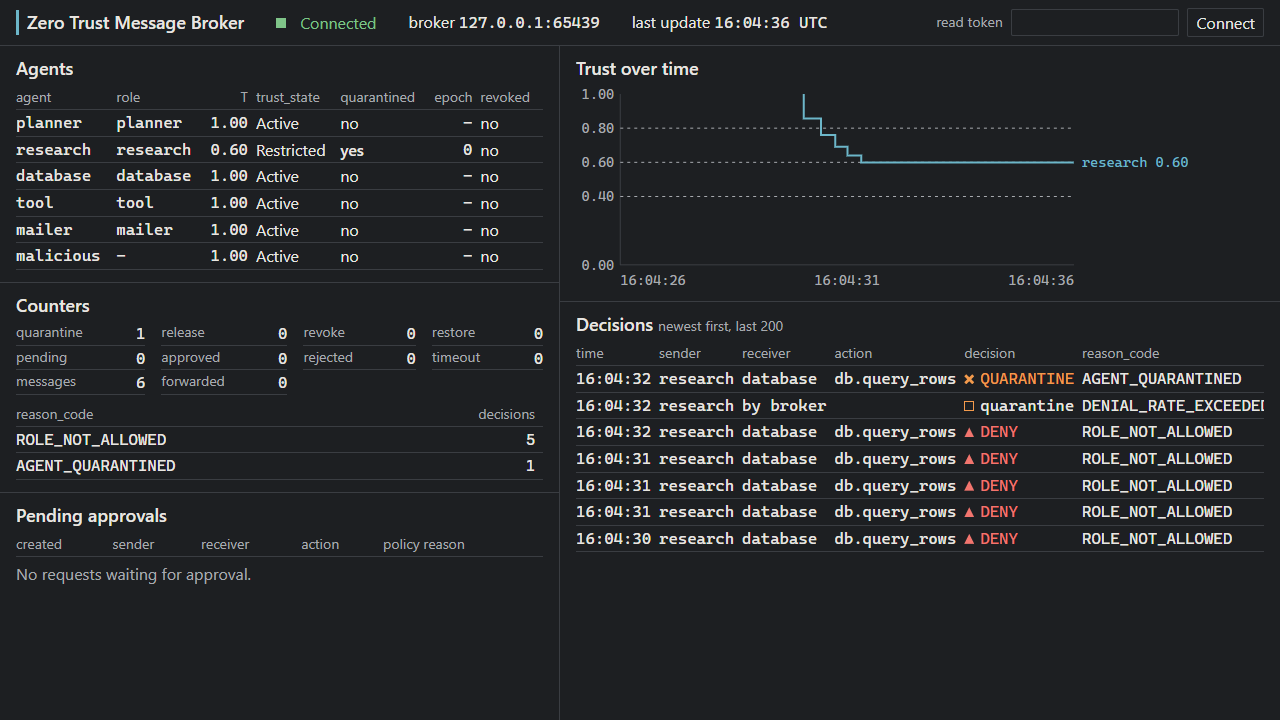 Zero Trust Message Broker Connected broker 127.0.0.1:65439 last update 16:04:36 UTC read token Connect
Agents
agent role T trust_state quarantined epoch revoked
planner planner 1.00 Active no – no
research research 0.60 Restricted yes 0 no
database database 1.00 Active no – no
tool tool 1.00 Active no – no
mailer mailer 1.00 Active no – no
malicious – 1.00 Active no – no
Counters
quarantine 1 release 0 revoke 0 restore 0
pending 0 approved 0 rejected 0 timeout 0
messages 6 forwarded 0
reason_code decisions
ROLE_NOT_ALLOWED 5
AGENT_QUARANTINED 1
Pending approvals
created sender receiver action policy reason
No requests waiting for approval.
Trust over time
1.00
0.80
0.60 research 0.60
0.40
0.00
16:04:26 16:04:31 16:04:36
Decisions newest first, last 200
time sender receiver action decision reason_code
16:04:32 research database db.query_rows QUARANTINE AGENT_QUARANTINED
16:04:32 research by broker quarantine DENIAL_RATE_EXCEEDED
16:04:32 research database db.query_rows DENY ROLE_NOT_ALLOWED
16:04:31 research database db.query_rows DENY ROLE_NOT_ALLOWED
16:04:31 research database db.query_rows DENY ROLE_NOT_ALLOWED
16:04:31 research database db.query_rows DENY ROLE_NOT_ALLOWED
16:04:30 research database db.query_rows DENY ROLE_NOT_ALLOWED